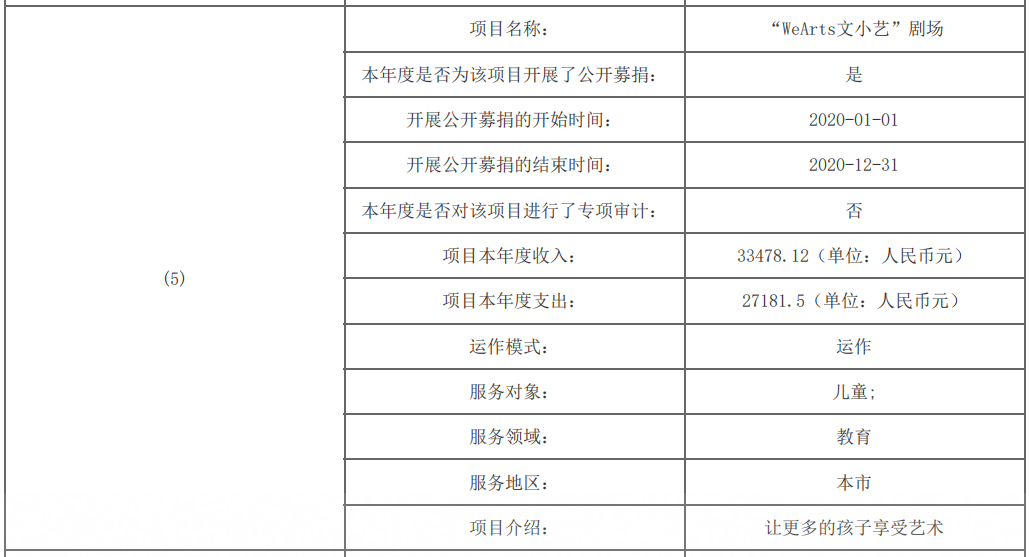 项目名称： “WeArts文小艺”剧场
本年度是否为该项目开展了公开募捐： 是
开展公开募捐的开始时间： 2020-01-01
开展公开募捐的结束时间： 2020-12-31
本年度是否对该项目进行了专项审计： 否
项目本年度收入： 33478.12（单位：人民币元）
(5)
项目本年度支出： 27181.5（单位：人民币元）
运作模式： 运作
服务对象： 儿童;
服务领域： 教育
服务地区： 本市
项目介绍： 让更多的孩子享受艺术